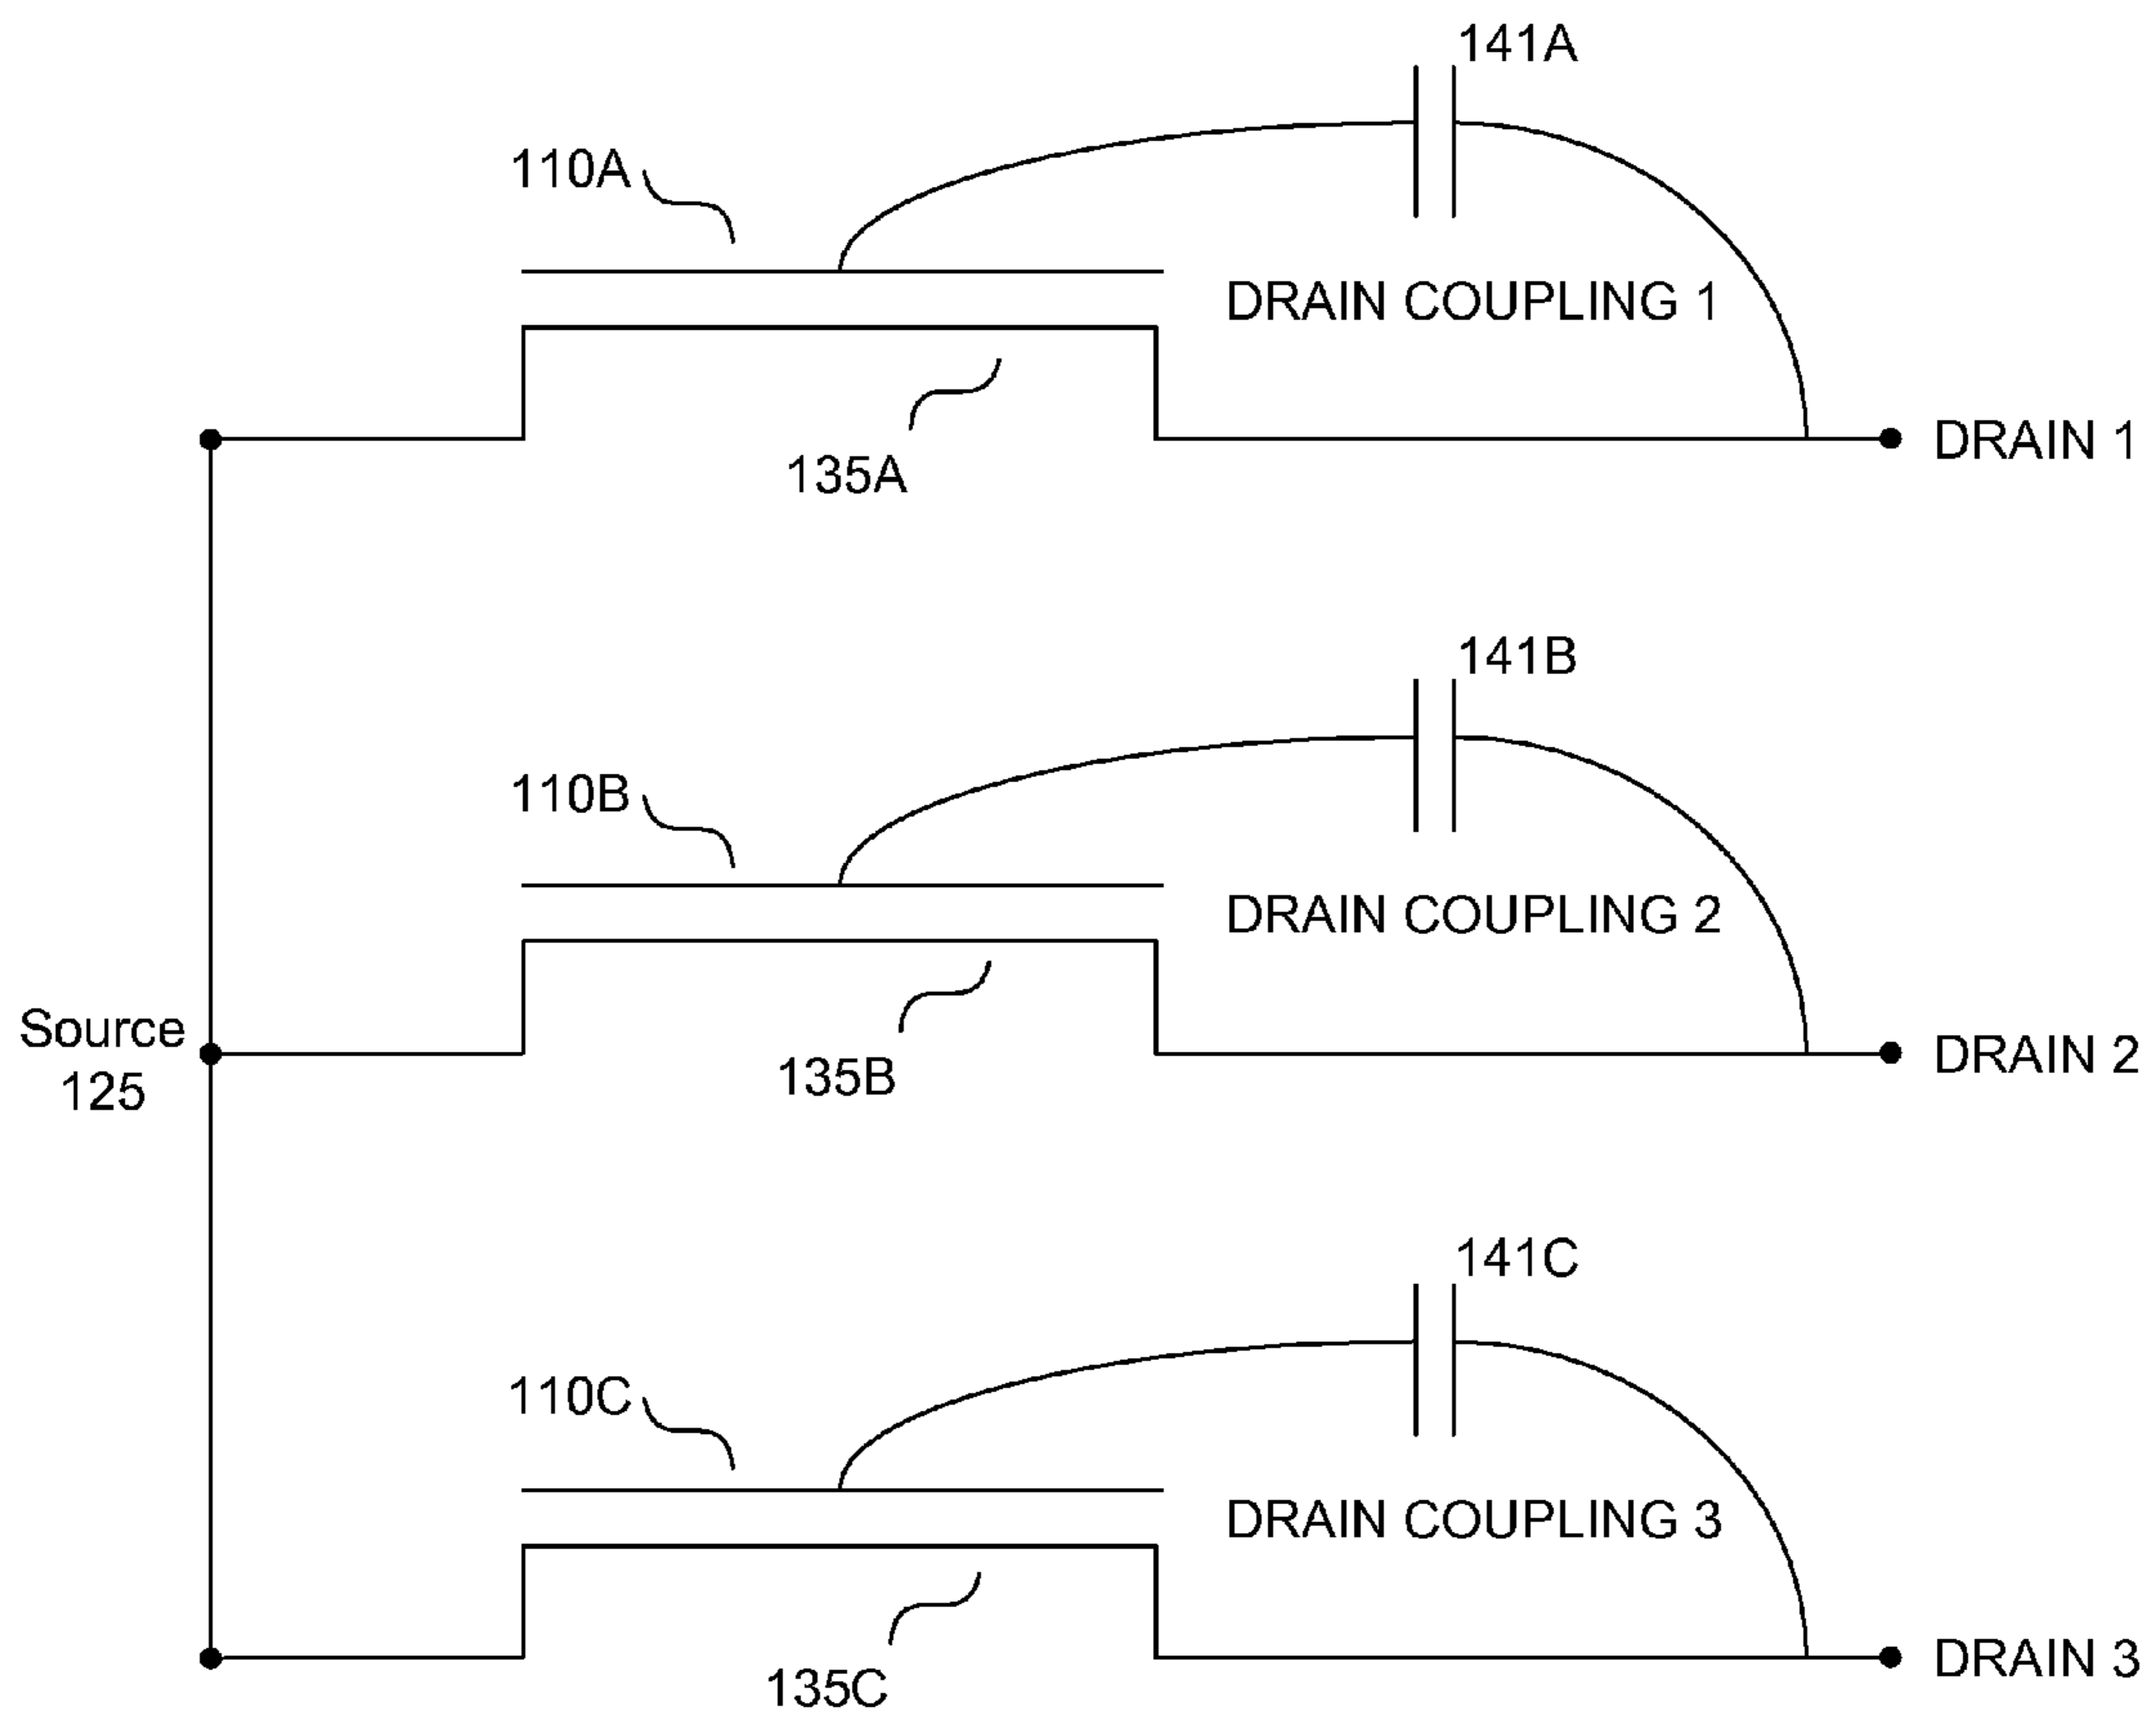 141A
110A
DRAIN COUPLING 1
DRAIN 1
135A
141B
110B
DRAIN COUPLING 2
Source
125
DRAIN 2
135B
141C
110C
DRAIN COUPLING 3
DRAIN 3
135C